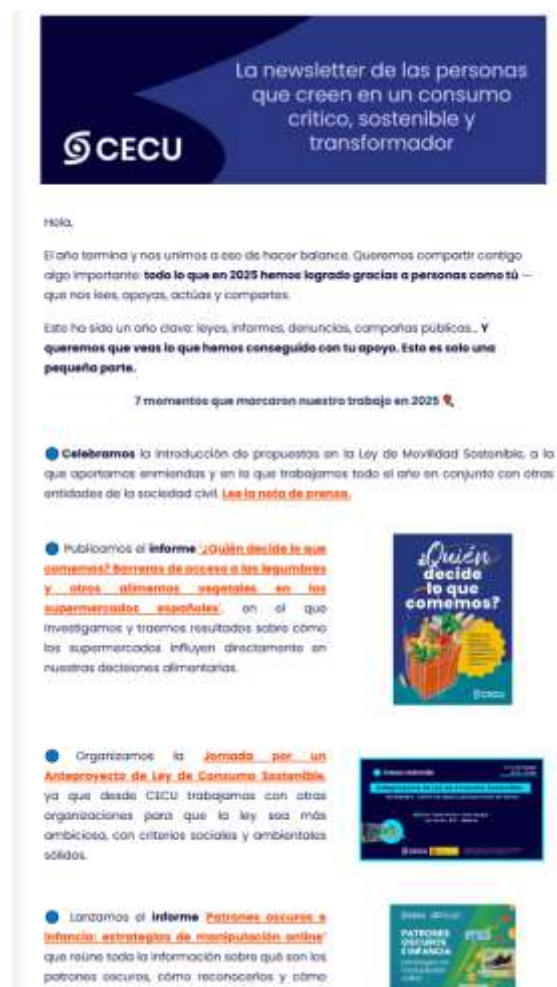 La newsletter de las personas
que creen en un consumo
crítico, sostenible y
transformador
CECU
Hola,
El año termina y nos unimos a eso de hacer balance. Queremos compartir contigo
algo importante: todo lo que en 2025 hemos logrado gracias a personas como tú —
que nos lees, apoyas, actúas y compartes.
Este ha sido un año clave: leyes, informes, denuncias, campañas públicas... Y
queremos que veas lo que hemos conseguido con tu apoyo. Esto es solo una
pequeña parte.
7 momentos que marcaron nuestro trabajo en 2025
Celebramos la introducción de propuestas en la Ley de Movilidad Sostenible, a la
que aportamos enmiendas y en la que trabajamos todo el año en conjunto con otras
entidades de la sociedad civil. Lee la nota de prensa.
Publicamos el informe '¿Quién decide lo que
comemos? Barreras de acceso a las legumbres
y otros alimentos vegetales en los
supermercados españoles', en el que
investigamos y traemos resultados sobre cómo
los supermercados influyen directamente en
nuestras decisiones alimentarias.
¿Quién
decide
lo que
comemos?
CECU
Organizamos la Jornada por un
Anteproyecto de Ley de Consumo Sostenible,
ya que desde CECU trabajamos con otras
organizaciones para que la ley sea más
ambiciosa, con criterios sociales y ambientales
sólidos.
Lanzamos el informe 'Patrones oscuros e
infancia: estrategias de manipulación online'
que reúne toda la información sobre qué son los
patrones oscuros, cómo reconocerlos y cómo
PATRONES
OSCUROS
E INFANCIA